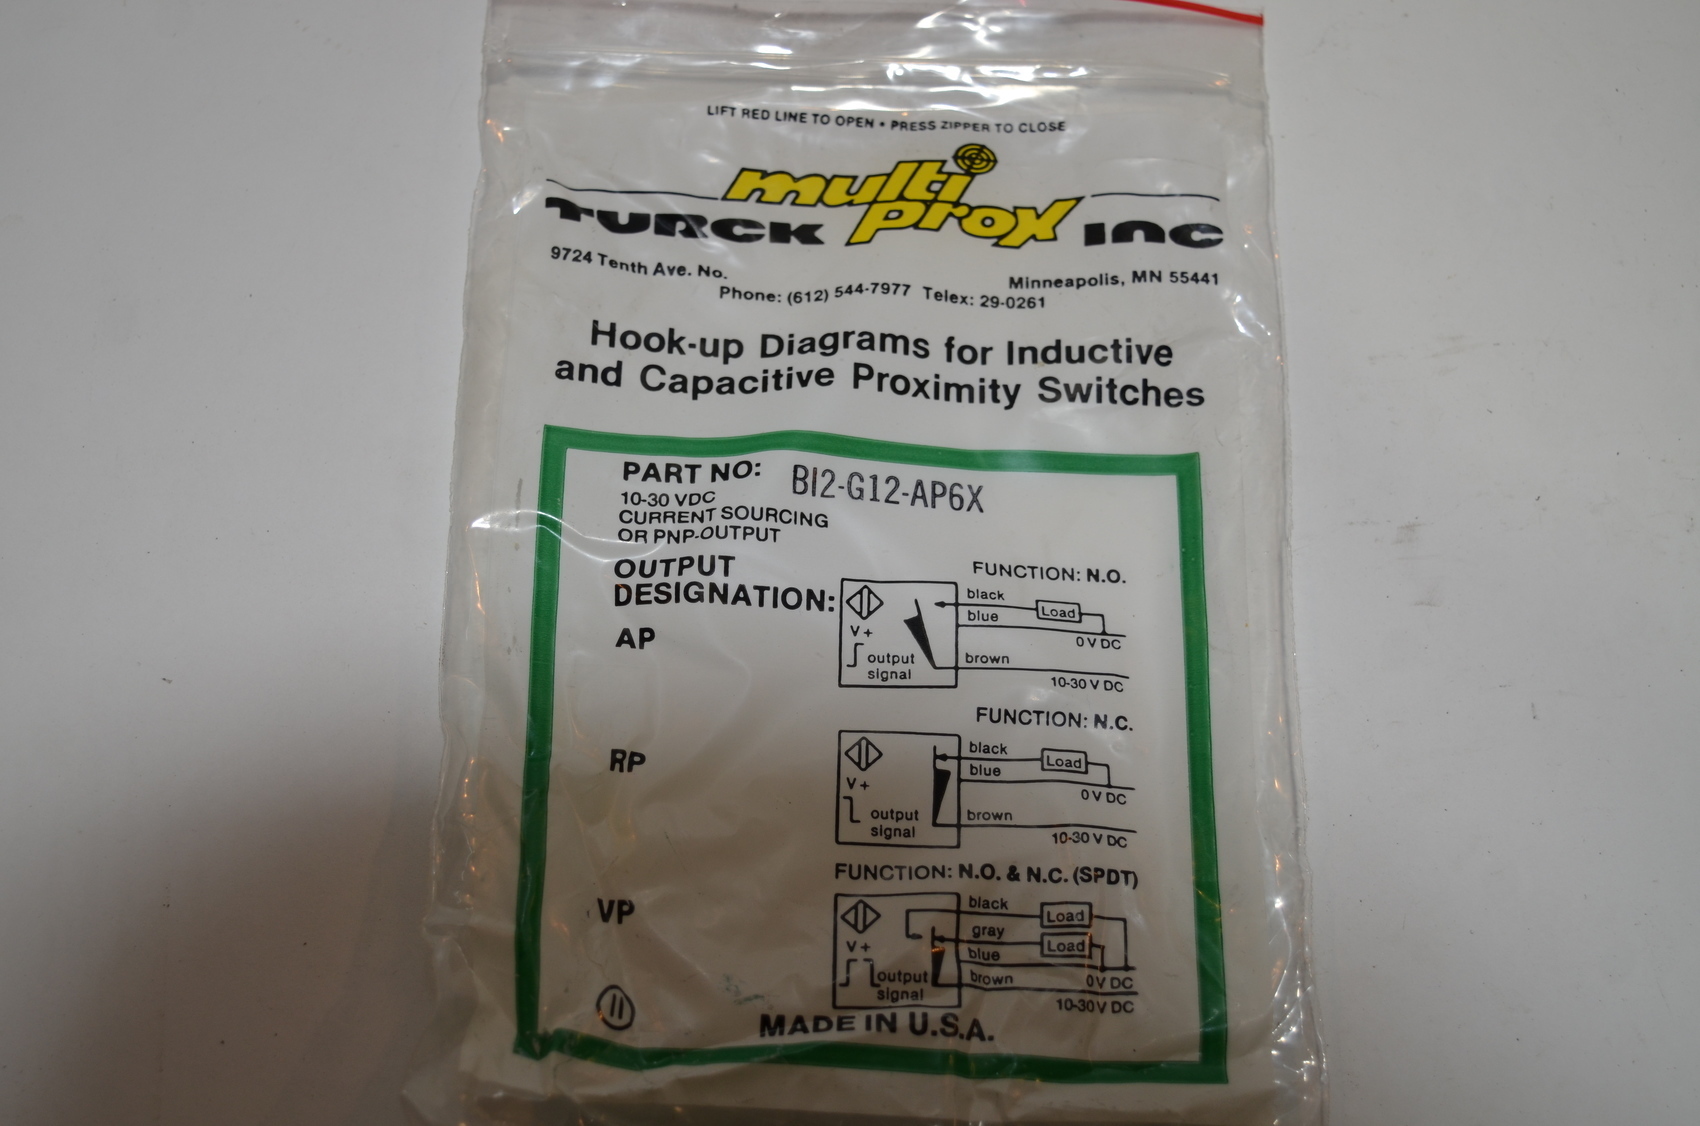 LIFT RED LINE TO OPEN • PRESS ZIPPER TO CLOSE
multi
prox
TURCK INC
9724 Tenth Ave. No. Minneapolis, MN 55441
Phone: (612) 544-7977 Telex: 29-0261
Hook-up Diagrams for Inductive
and Capacitive Proximity Switches
PART NO: BI2-G12-AP6X
10-30 VDC
CURRENT SOURCING
OR PNP-OUTPUT
OUTPUT
DESIGNATION:
AP
FUNCTION: N.O.
black
Load
blue
0 V DC
V +
output
signal
brown
10-30 V DC
RP
FUNCTION: N.C.
black
Load
blue
0 V DC
V +
output
signal
brown
10-30 V DC
VP
FUNCTION: N.O. & N.C. (SPDT)
black
Load
gray
Load
blue
V +
output
signal
brown
0V DC
10-30V DC
11
MADE IN U.S.A.